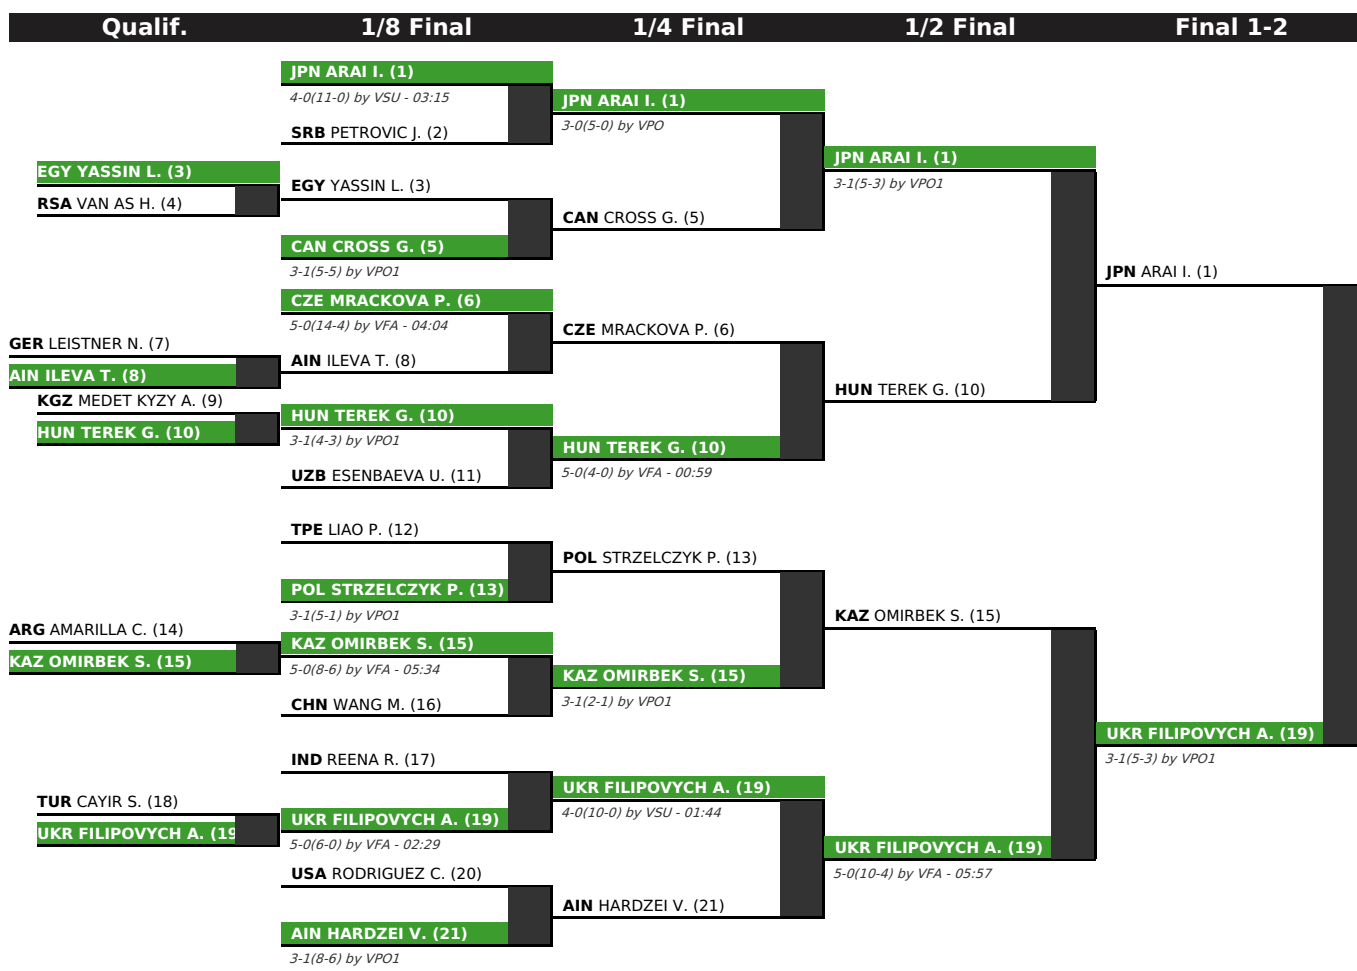 Qualif.
1/8 Final
1/4 Final
1/2 Final
Final 1-2
EGY YASSIN L. (3)
RSA VAN AS H. (4)
GER LEISTNER N. (7)
AIN ILEVA T. (8)
KGZ MEDET KYZY A. (9)
HUN TEREK G. (10)
ARG AMARILLA C. (14)
KAZ OMIRBEK S. (15)
TUR CAYIR S. (18)
UKR FILIPOVYCH A. (19
JPN ARAI I. (1)
4-0(11-0) by VSU - 03:15
SRB PETROVIC J. (2)
EGY YASSIN L. (3)
CAN CROSS G. (5)
3-1(5-5) by VPO1
CZE MRACKOVA P. (6)
5-0(14-4) by VFA - 04:04
AIN ILEVA T. (8)
HUN TEREK G. (10)
3-1(4-3) by VPO1
UZB ESENBAEVA U. (11)
TPE LIAO P. (12)
POL STRZELCZYK P. (13)
3-1(5-1) by VPO1
KAZ OMIRBEK S. (15)
5-0(8-6) by VFA - 05:34
CHN WANG M. (16)
IND REENA R. (17)
UKR FILIPOVYCH A. (19)
5-0(6-0) by VFA - 02:29
USA RODRIGUEZ C. (20)
AIN HARDZEI V. (21)
3-1(8-6) by VPO1
JPN ARAI I. (1)
3-0(5-0) by VPO
CAN CROSS G. (5)
CZE MRACKOVA P. (6)
HUN TEREK G. (10)
5-0(4-0) by VFA - 00:59
POL STRZELCZYK P. (13)
KAZ OMIRBEK S. (15)
3-1(2-1) by VPO1
UKR FILIPOVYCH A. (19)
4-0(10-0) by VSU - 01:44
AIN HARDZEI V. (21)
JPN ARAI I. (1)
3-1(5-3) by VPO1
HUN TEREK G. (10)
KAZ OMIRBEK S. (15)
UKR FILIPOVYCH A. (19)
5-0(10-4) by VFA - 05:57
JPN ARAI I. (1)
UKR FILIPOVYCH A. (19)
3-1(5-3) by VPO1